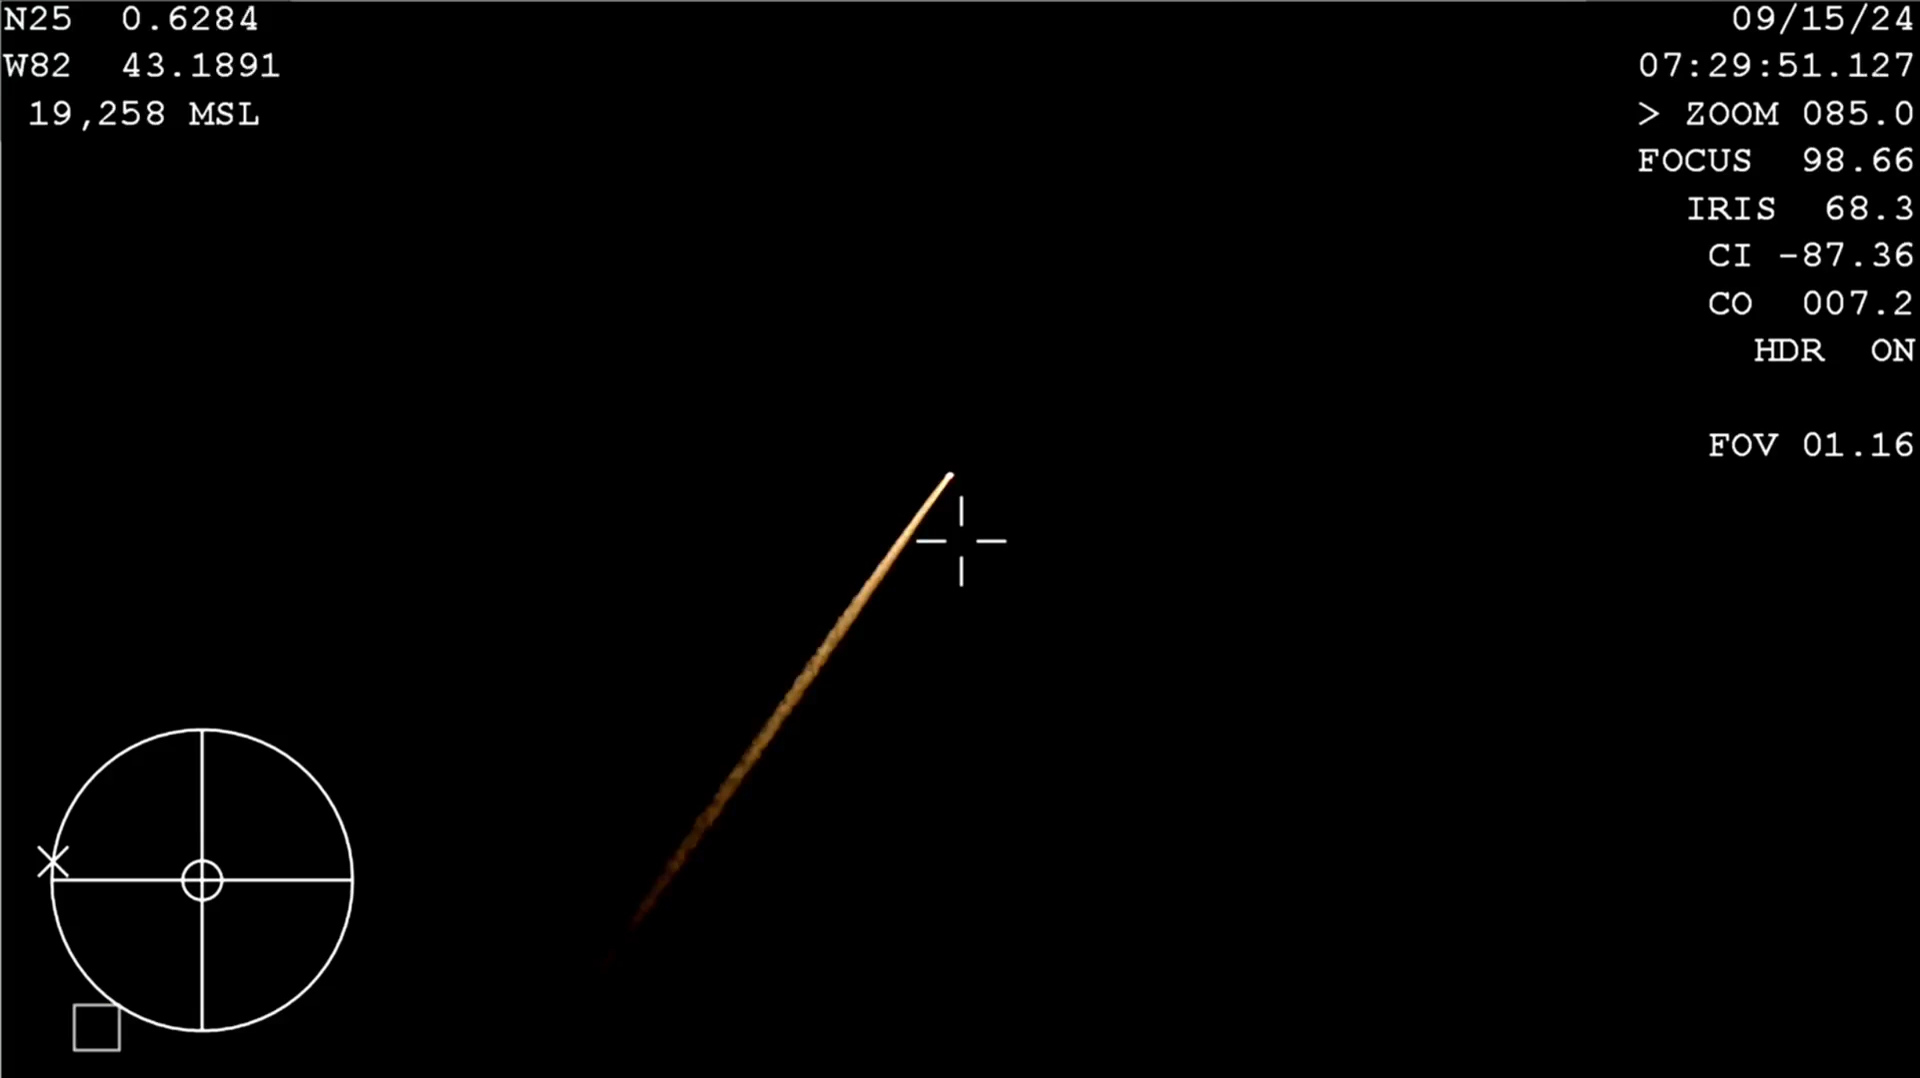 N25 0.6284
W82 43.1891
19,258 MSL
09/15/24
07:29:51.127
> ZOOM 085.0
FOCUS 98.66
IRIS 68.3
CI -87.36
CO 007.2
HDR ON
FOV 01.16